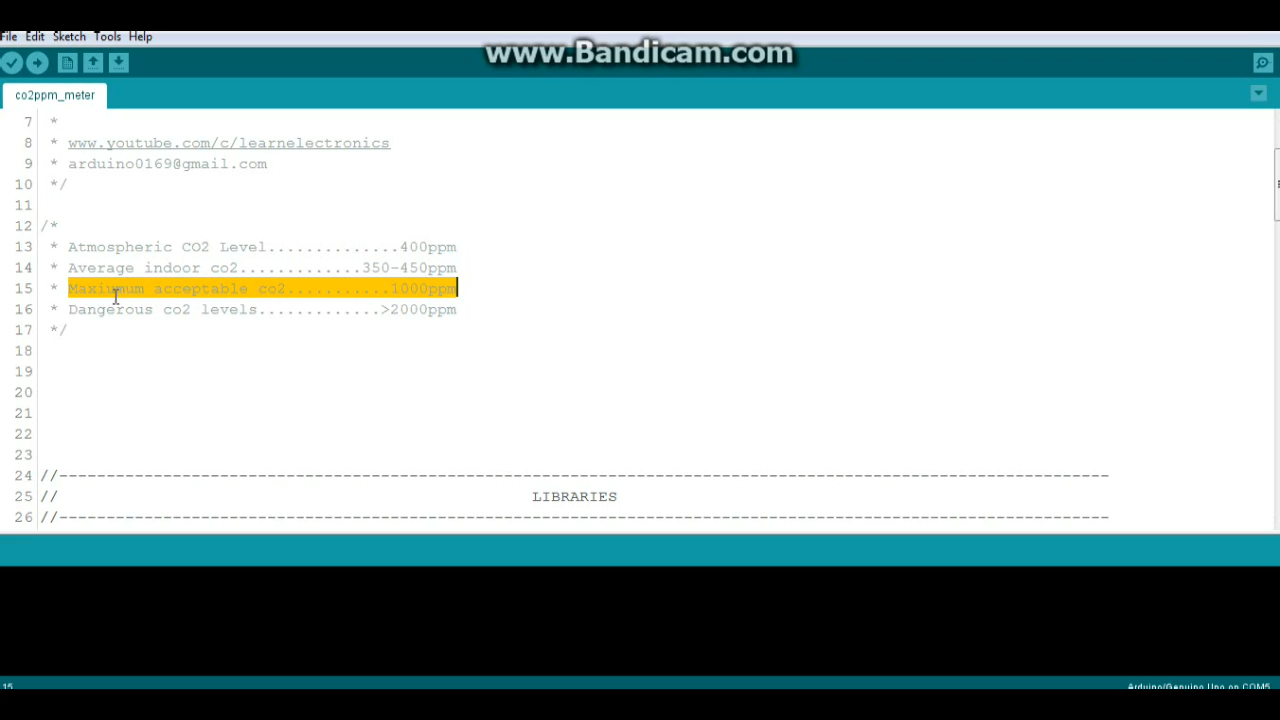 File Edit Sketch Tools Help
www.Bandicam.com
co2ppm_meter
7 *
8 * www.youtube.com/c/learnelectronics
9 * arduino0169@gmail.com
10 */
11
12 /*
13 * Atmospheric CO2 Level..............400ppm
14 * Average indoor co2.............350-450ppm
15 * Maxiumum acceptable co2...........1000ppm
16 * Dangerous co2 levels.............>2000ppm
17 */
18
19
20
21
22
23
24 //---------------------------------------------------------------------------------------------------------------
25 // LIBRARIES
26 //---------------------------------------------------------------------------------------------------------------
15 Arduino/Genuino Uno on COM5